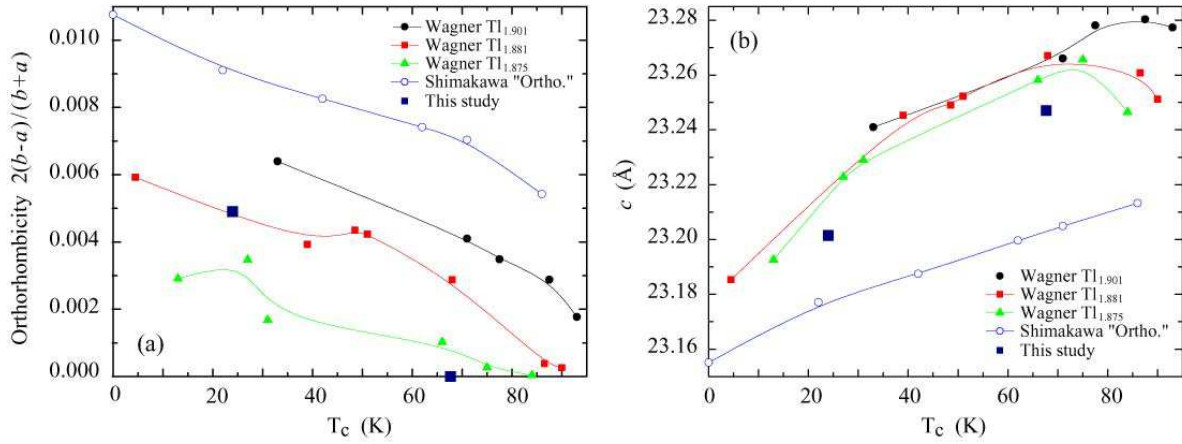 0.010
0.008
0.006
0.004
0.002
0.000
Orthorhombicity 2(b-a)/(b+a)
Wagner Tl1.901
Wagner Tl1.881
Wagner Tl1.875
Shimakawa "Ortho."
This study
(a)
0 20 40 60 80
Tc (K)
23.28
23.26
23.24
23.22
23.20
23.18
23.16
c (Å)
(b)
Wagner Tl1.901
Wagner Tl1.881
Wagner Tl1.875
Shimakawa "Ortho."
This study
0 20 40 60 80
Tc (K)